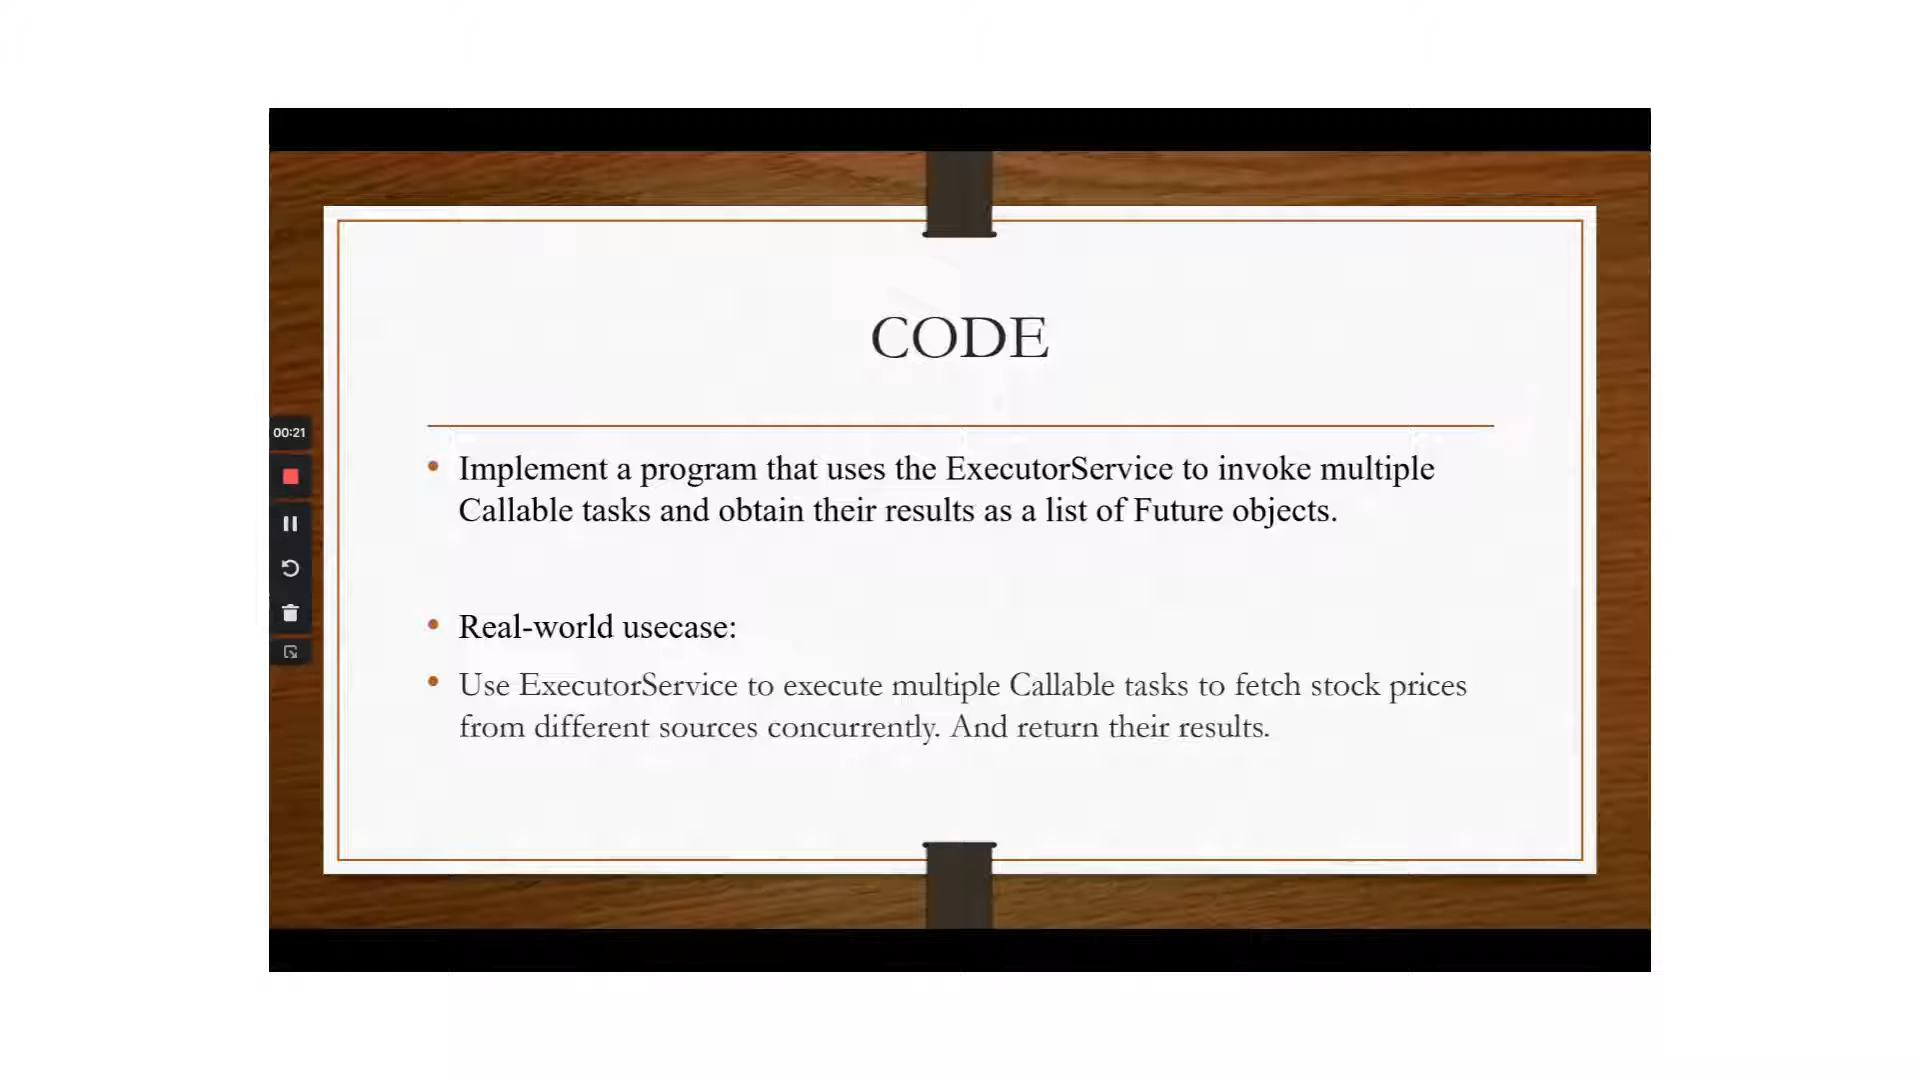 CODE
00:21
Implement a program that uses the ExecutorService to invoke multiple
Callable tasks and obtain their results as a list of Future objects.
Real-world usecase:
Use ExecutorService to execute multiple Callable tasks to fetch stock prices
from different sources concurrently. And return their results.